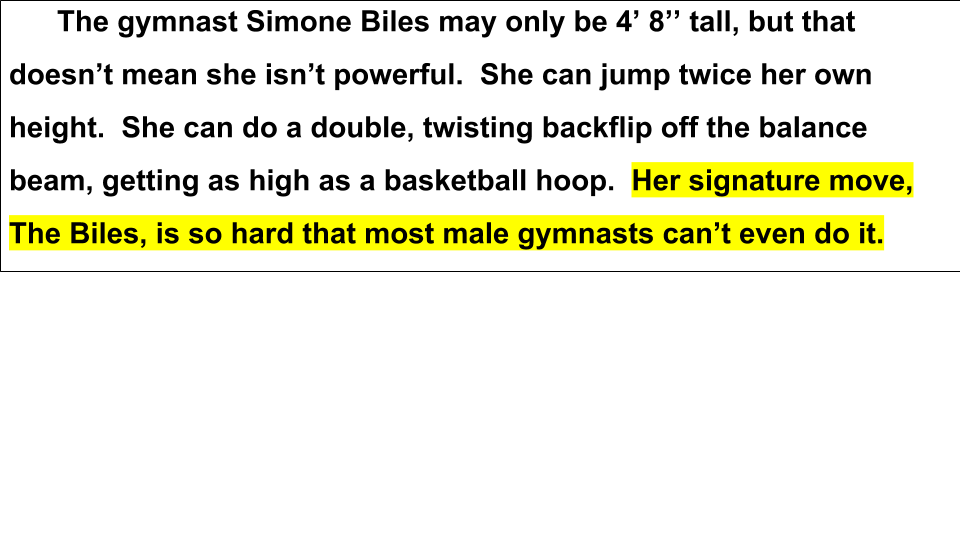 The gymnast Simone Biles may only be 4’ 8’’ tall, but that
doesn’t mean she isn’t powerful.  She can jump twice her own
height.  She can do a double, twisting backflip off the balance
beam, getting as high as a basketball hoop.  Her signature move,
The Biles, is so hard that most male gymnasts can’t even do it.